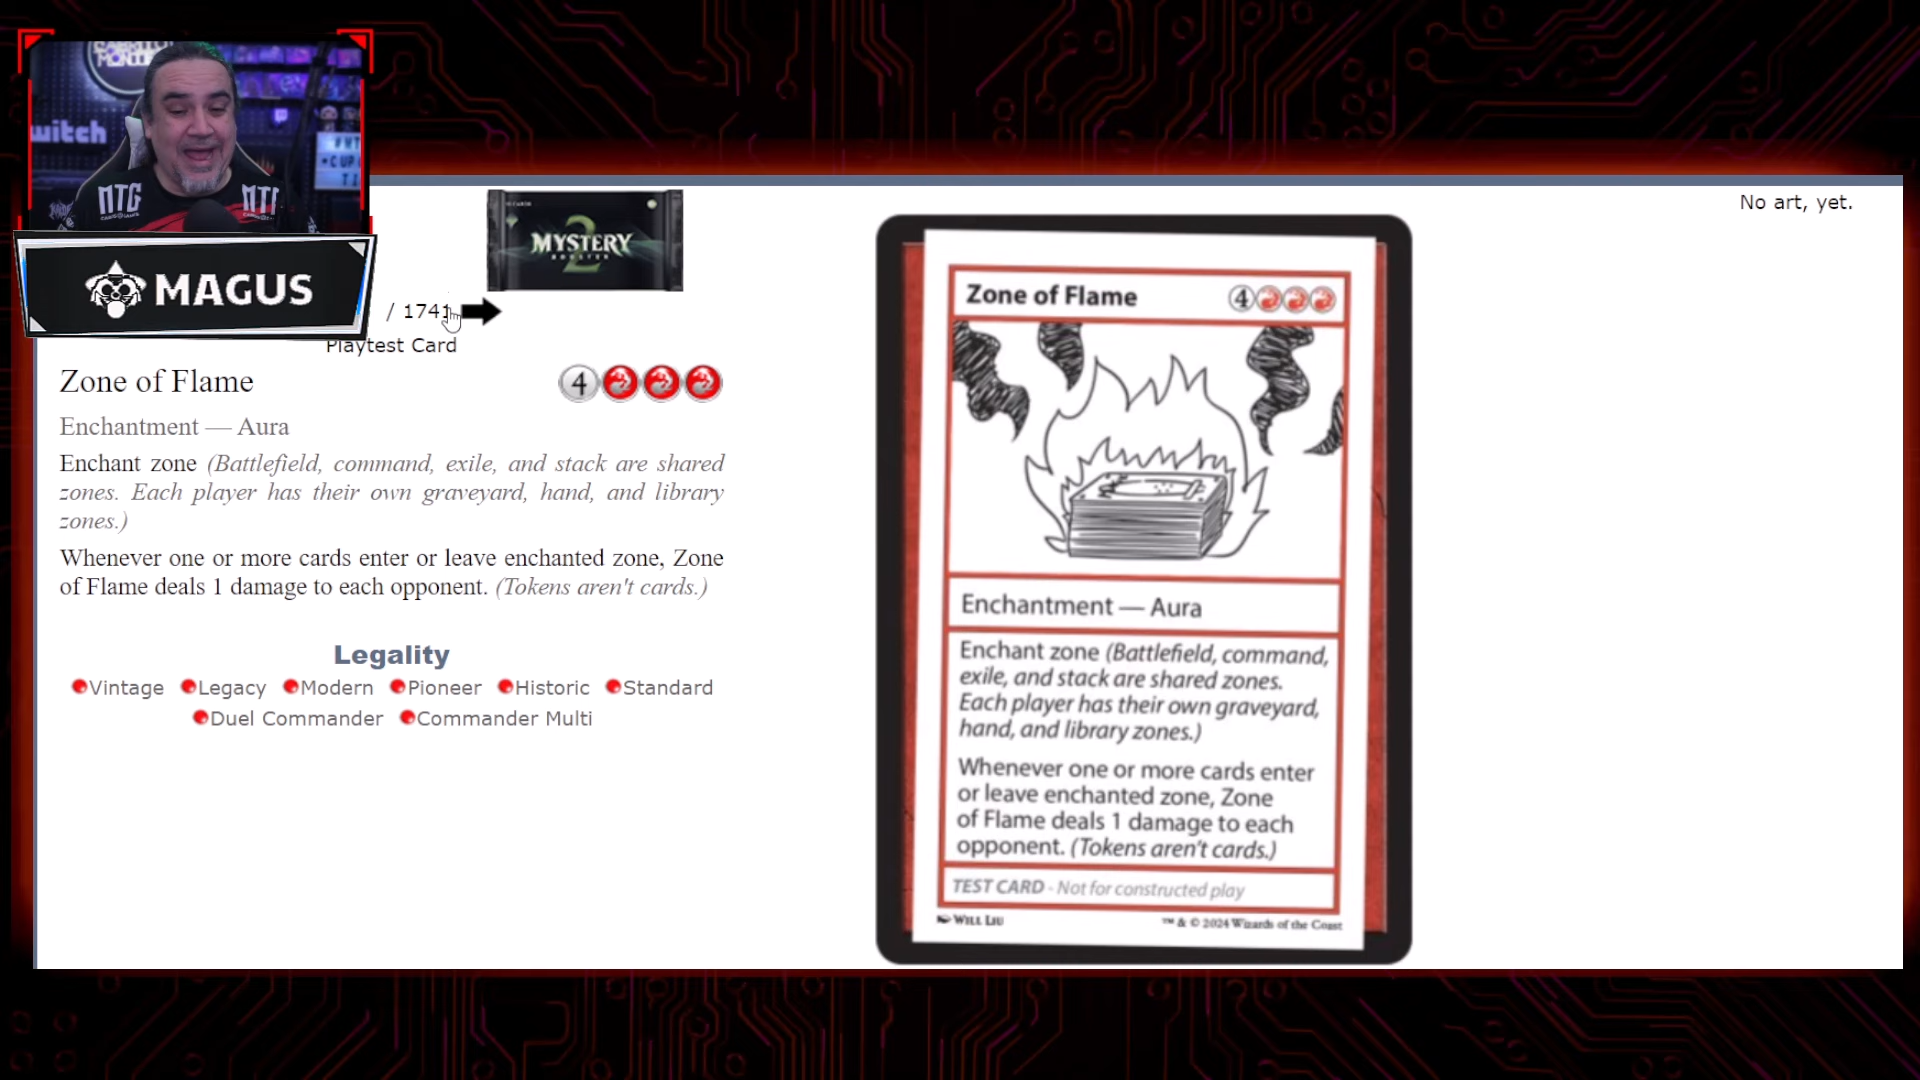 witch
MTG
MTG
MAGUS
MYSTERY
2
BOOSTER
/ 1741
Playtest Card
No art, yet.
Zone of Flame
4
Enchantment — Aura
Enchant zone (Battlefield, command, exile, and stack are shared
zones. Each player has their own graveyard, hand, and library
zones.)
Whenever one or more cards enter or leave enchanted zone, Zone
of Flame deals 1 damage to each opponent. (Tokens aren't cards.)
Legality
Vintage Legacy Modern Pioneer Historic Standard
Duel Commander Commander Multi
Zone of Flame
4
Enchantment — Aura
Enchant zone (Battlefield, command,
exile, and stack are shared zones.
Each player has their own graveyard,
hand, and library zones.)
Whenever one or more cards enter
or leave enchanted zone, Zone
of Flame deals 1 damage to each
opponent. (Tokens aren't cards.)
TEST CARD - Not for constructed play
WILL LIU
™ & © 2024 Wizards of the Coast